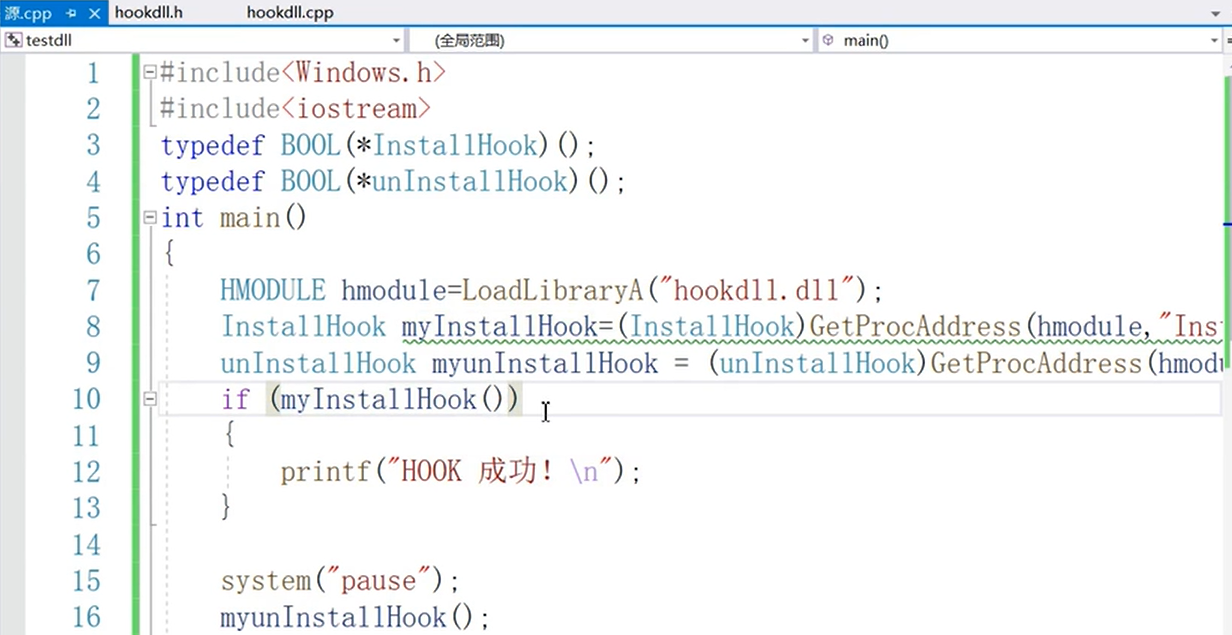 源.cpp hookdll.h hookdll.cpp
testdll (全局范围) main()
1 #include<Windows.h>
2 #include<iostream>
3 typedef BOOL(*InstallHook)();
4 typedef BOOL(*unInstallHook)();
5 int main()
6 {
7 HMODULE hmodule=LoadLibraryA("hookdll.dll");
8 InstallHook myInstallHook=(InstallHook)GetProcAddress(hmodule,"Ins
9 unInstallHook myunInstallHook = (unInstallHook)GetProcAddress(hmodu
10 if (myInstallHook())
11 {
12 printf("HOOK 成功! \n");
13 }
14
15 system("pause");
16 myunInstallHook();